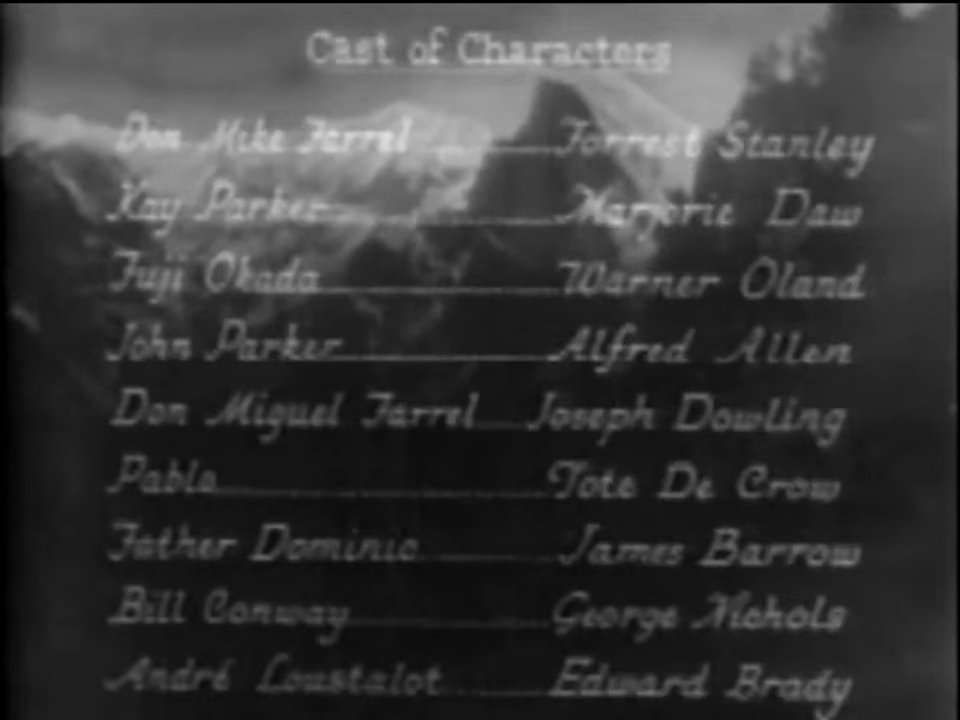 Cast of Characters
Don Mike Farrel Forrest Stanley
Kay Parker Marjorie Daw
Fuji Okada Warner Oland
John Parker Alfred Allen
Don Miguel Farrel Joseph Dowling
Pablo Tote De Crow
Father Dominic James Barrow
Bill Conway George Nichols
André Loustalot Edward Brady